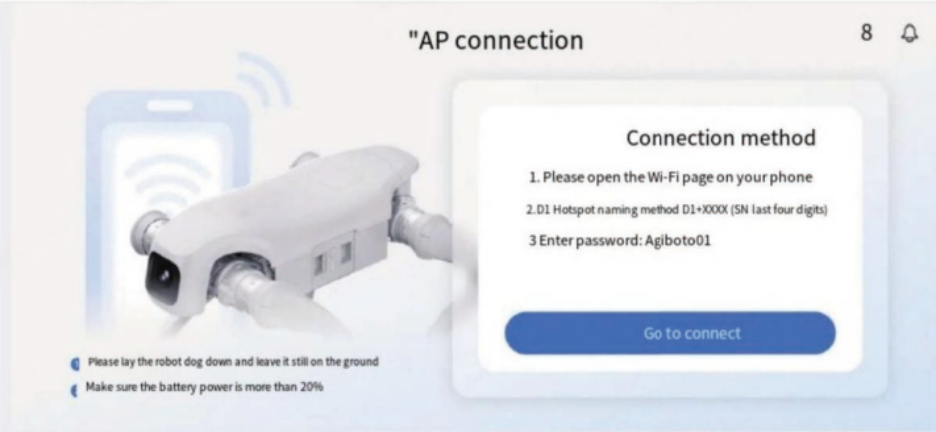 "AP connection
8
Connection method
1. Please open the Wi-Fi page on your phone
2.D1 Hotspot naming method D1+XXXX (SN last four digits)
3 Enter password: Agiboto01
Go to connect
Please lay the robot dog down and leave it still on the ground
Make sure the battery power is more than 20%